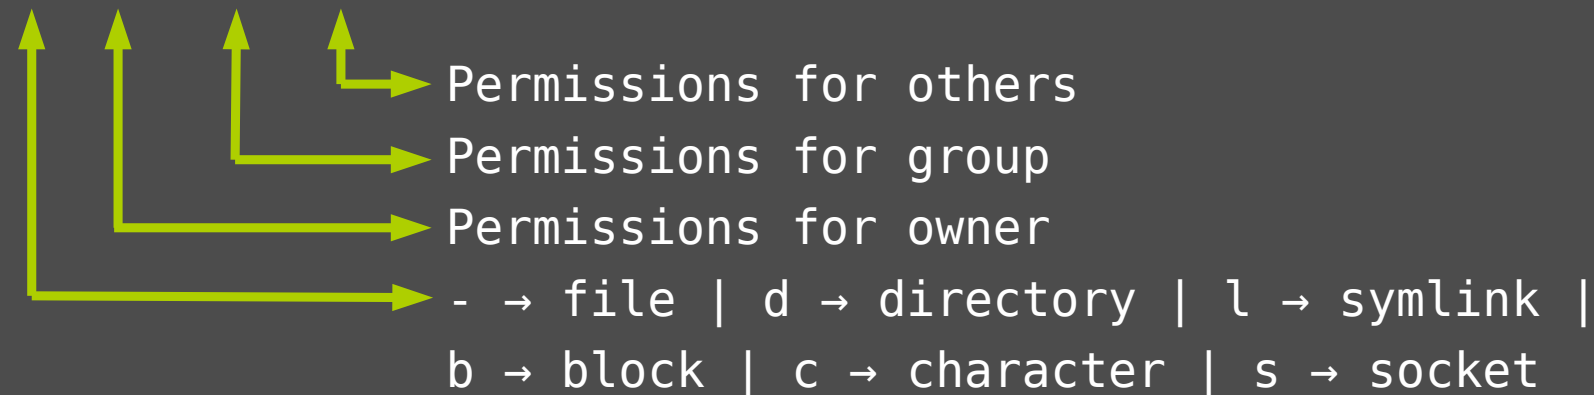 Permissions for others
Permissions for group
Permissions for owner
- → file | d → directory | l → symlink |
b → block | c → character | s → socket